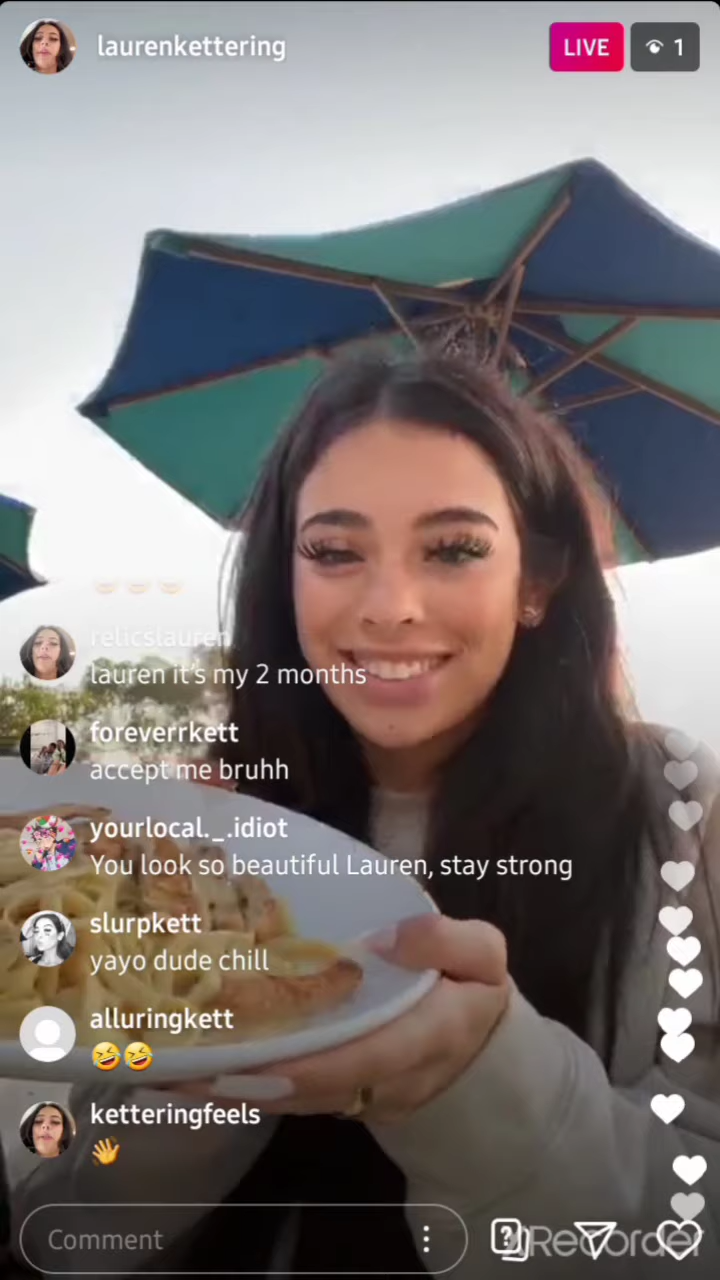 laurenkettering
LIVE
1
relicslauren
lauren it's my 2 months
foreverrkett
accept me bruhh
yourlocal._.idiot
You look so beautiful Lauren, stay strong
slurpkett
yayo dude chill
alluringkett
🤣🤣
ketteringfeels
👋
Comment
Recorder